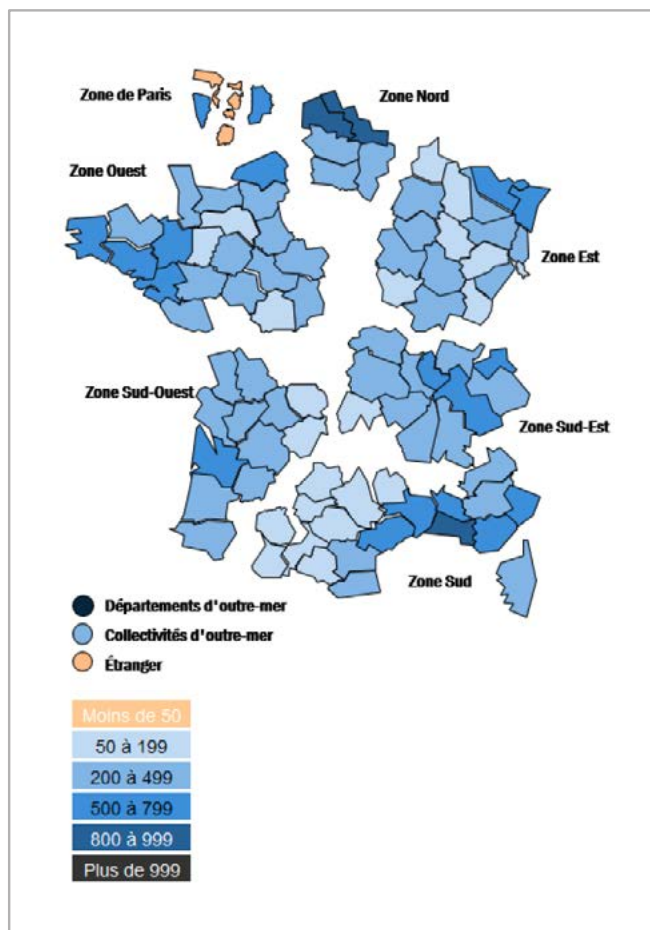 Zone de Paris
Zone Nord
Zone Ouest
Zone Est
Zone Sud-Ouest
Zone Sud-Est
Zone Sud
Départements d'outre-mer
Collectivités d'outre-mer
Étranger
Moins de 50
50 à 199
200 à 499
500 à 799
800 à 999
Plus de 999